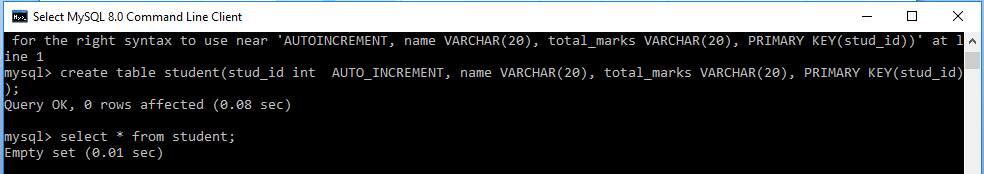 Select MySQL 8.0 Command Line Client
for the right syntax to use near 'AUTOINCREMENT, name VARCHAR(20), total_marks VARCHAR(20), PRIMARY KEY(stud_id))' at l
ine 1
mysql> create table student(stud_id int  AUTO_INCREMENT, name VARCHAR(20), total_marks VARCHAR(20), PRIMARY KEY(stud_id)
);
Query OK, 0 rows affected (0.08 sec)
mysql> select * from student;
Empty set (0.01 sec)